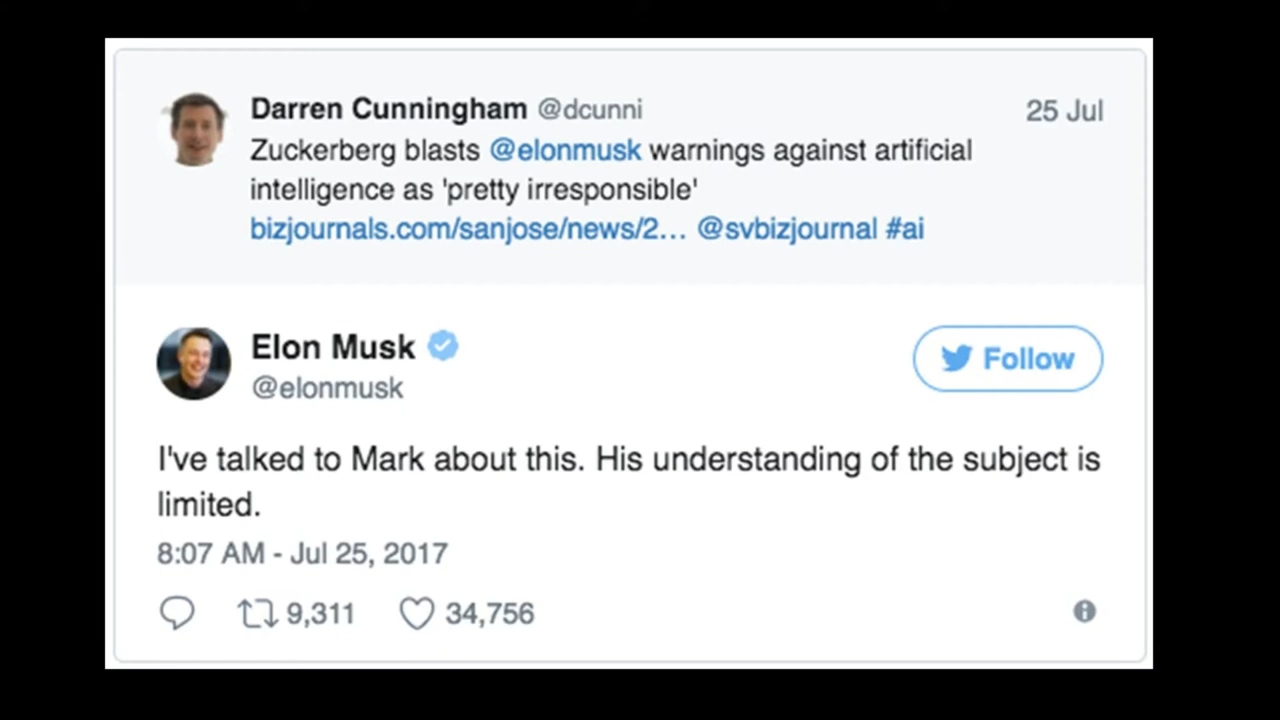 Darren Cunningham @dcunni 25 Jul
Zuckerberg blasts @elonmusk warnings against artificial
intelligence as 'pretty irresponsible'
bizjournals.com/sanjose/news/2... @svbizjournal #ai
Elon Musk
@elonmusk
Follow
I've talked to Mark about this. His understanding of the subject is
limited.
8:07 AM - Jul 25, 2017
9,311 34,756